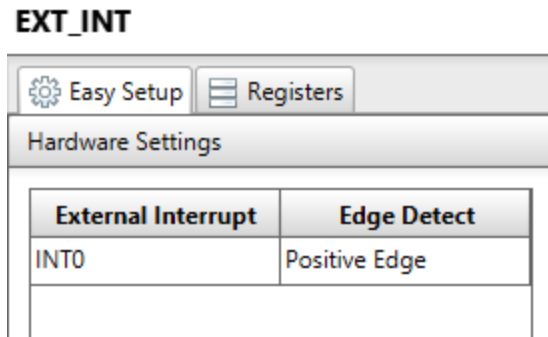 EXT_INT
Easy Setup Registers
Hardware Settings
External Interrupt Edge Detect
INT0 Positive Edge